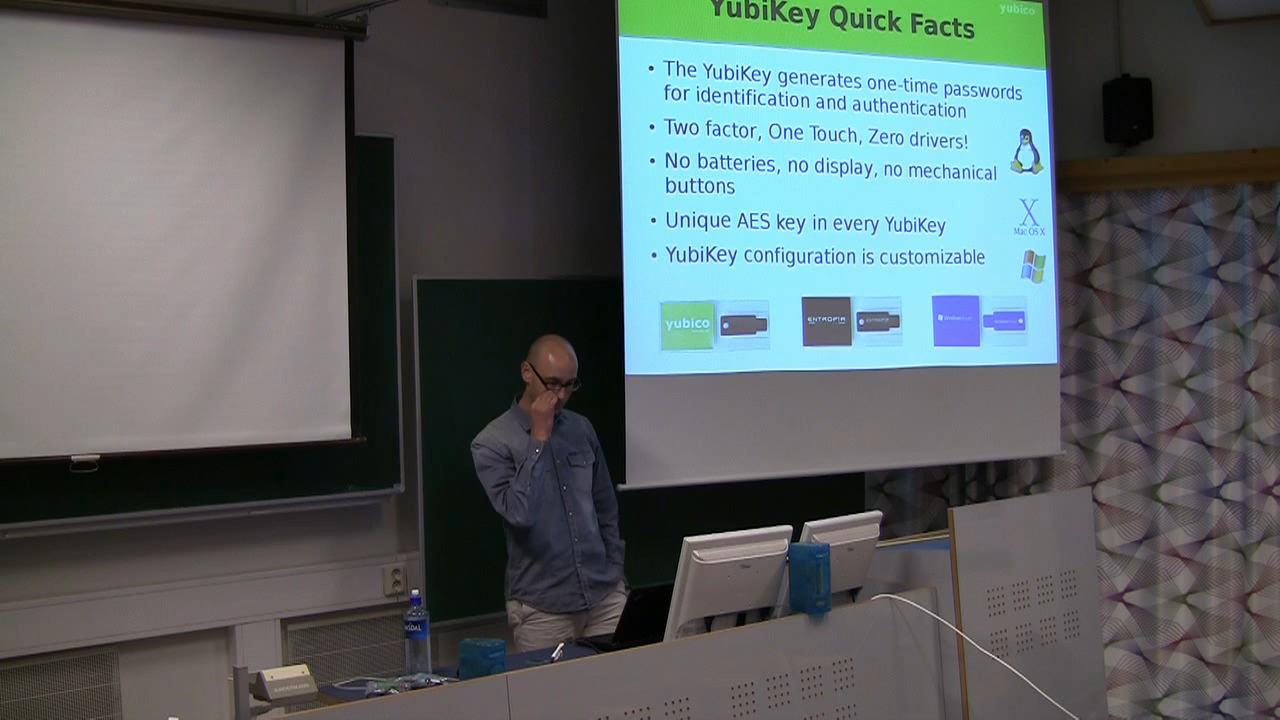 YubiKey Quick Facts
yubico
• The YubiKey generates one-time passwords
for identification and authentication
• Two factor, One Touch, Zero drivers!
• No batteries, no display, no mechanical
buttons
• Unique AES key in every YubiKey
• YubiKey configuration is customizable
X
Mac OS X
yubico
ENTROPIA